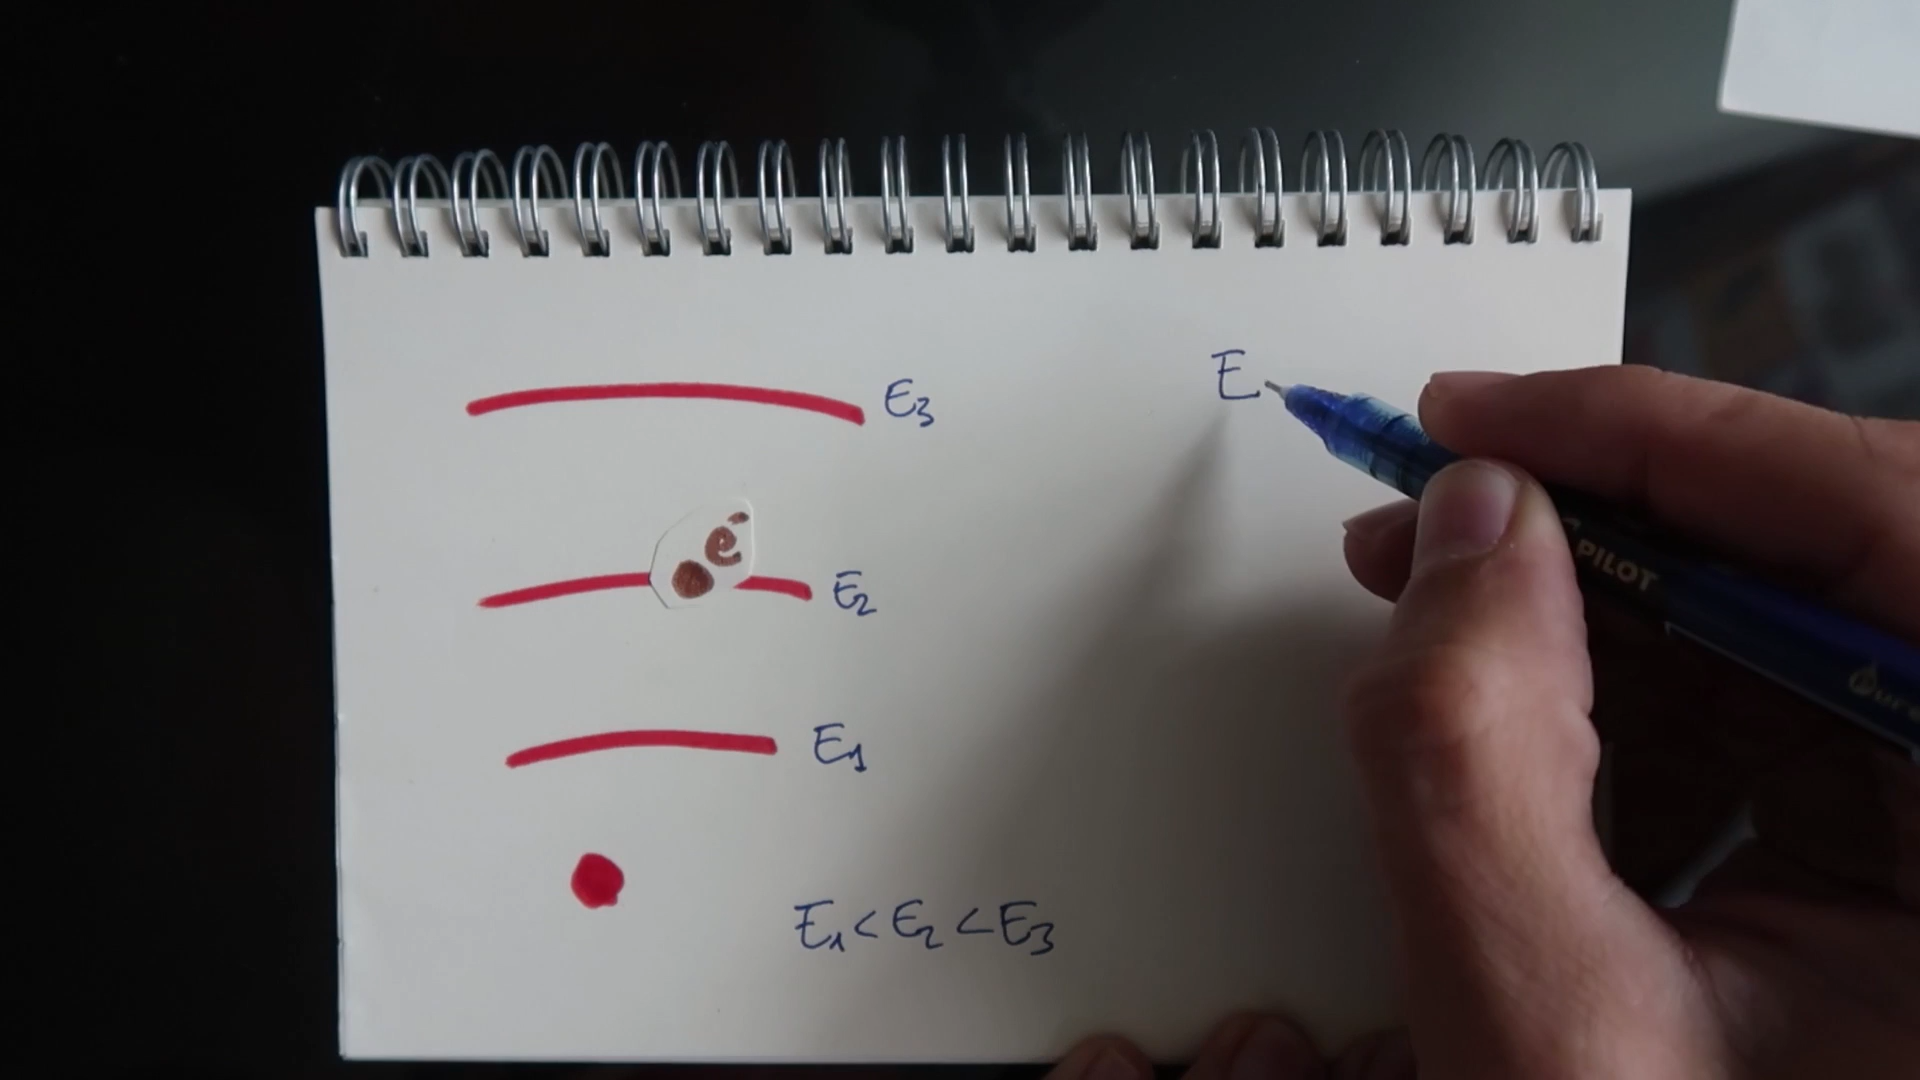 E₃
E
e⁻
E₂
E₁
E₁ < E₂ < E₃
PILOT